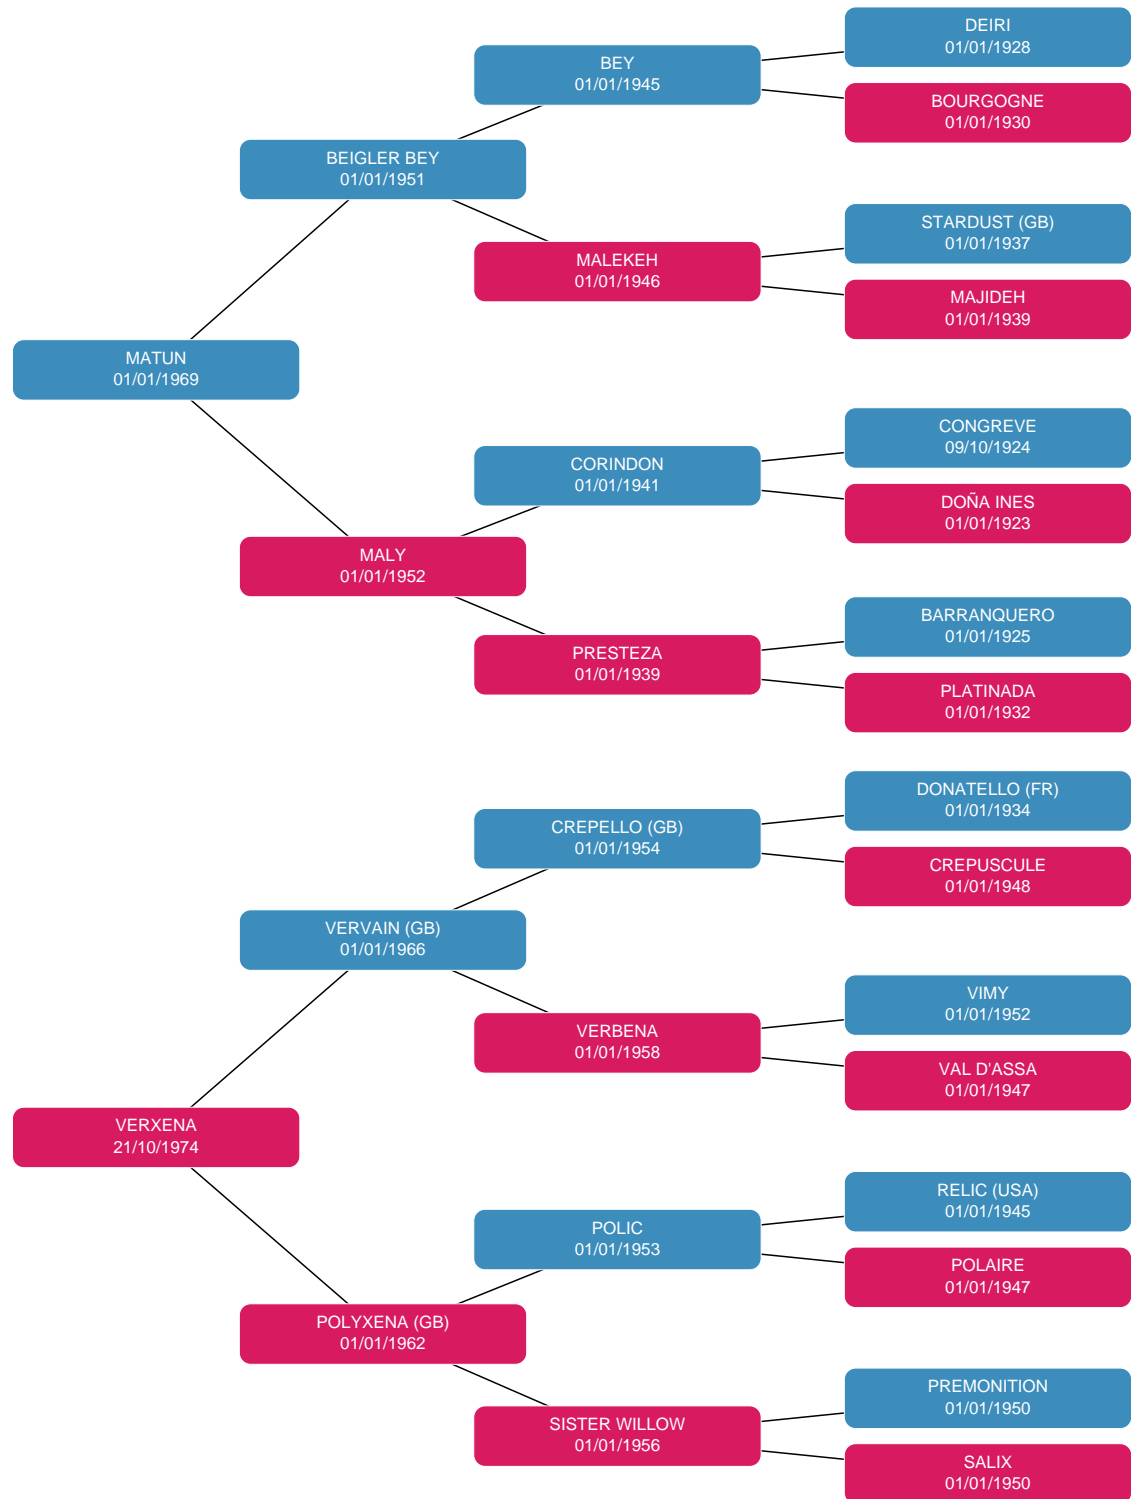 DEIRI
01/01/1928
BEY
01/01/1945
BOURGOGNE
01/01/1930
BEIGLER BEY
01/01/1951
STARDUST (GB)
01/01/1937
MALEKEH
01/01/1946
MAJIDEH
01/01/1939
MATUN
01/01/1969
CONGREVE
09/10/1924
CORINDON
01/01/1941
DOÑA INES
01/01/1923
MALY
01/01/1952
BARRANQUERO
01/01/1925
PRESTEZA
01/01/1939
PLATINADA
01/01/1932
DONATELLO (FR)
01/01/1934
CREPELLO (GB)
01/01/1954
CREPUSCULE
01/01/1948
VERVAIN (GB)
01/01/1966
VIMY
01/01/1952
VERBENA
01/01/1958
VAL D'ASSA
01/01/1947
VERXENA
21/10/1974
RELIC (USA)
01/01/1945
POLIC
01/01/1953
POLAIRE
01/01/1947
POLYXENA (GB)
01/01/1962
PREMONITION
01/01/1950
SISTER WILLOW
01/01/1956
SALIX
01/01/1950